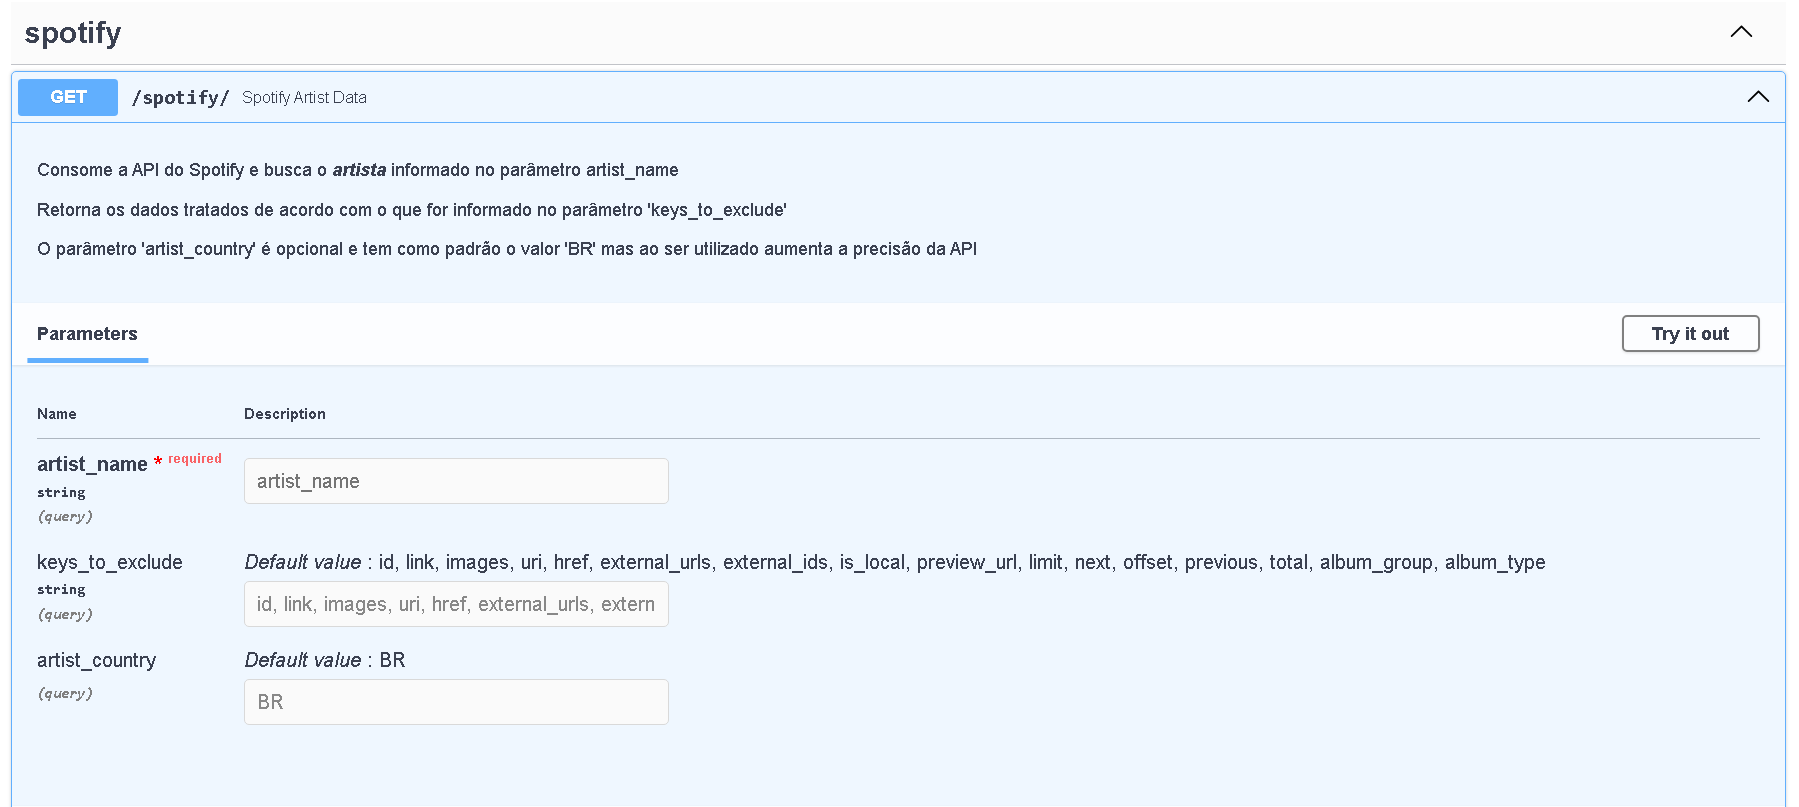 spotify
GET /spotify/ Spotify Artist Data
Consome a API do Spotify e busca o artista informado no parâmetro artist_name
Retorna os dados tratados de acordo com o que for informado no parâmetro 'keys_to_exclude'
O parâmetro 'artist_country' é opcional e tem como padrão o valor 'BR' mas ao ser utilizado aumenta a precisão da API
Parameters
Try it out
Name Description
artist_name * required
string
(query)
artist_name
keys_to_exclude
string
(query)
Default value : id, link, images, uri, href, external_urls, external_ids, is_local, preview_url, limit, next, offset, previous, total, album_group, album_type
id, link, images, uri, href, external_urls, extern
artist_country
(query)
Default value : BR
BR